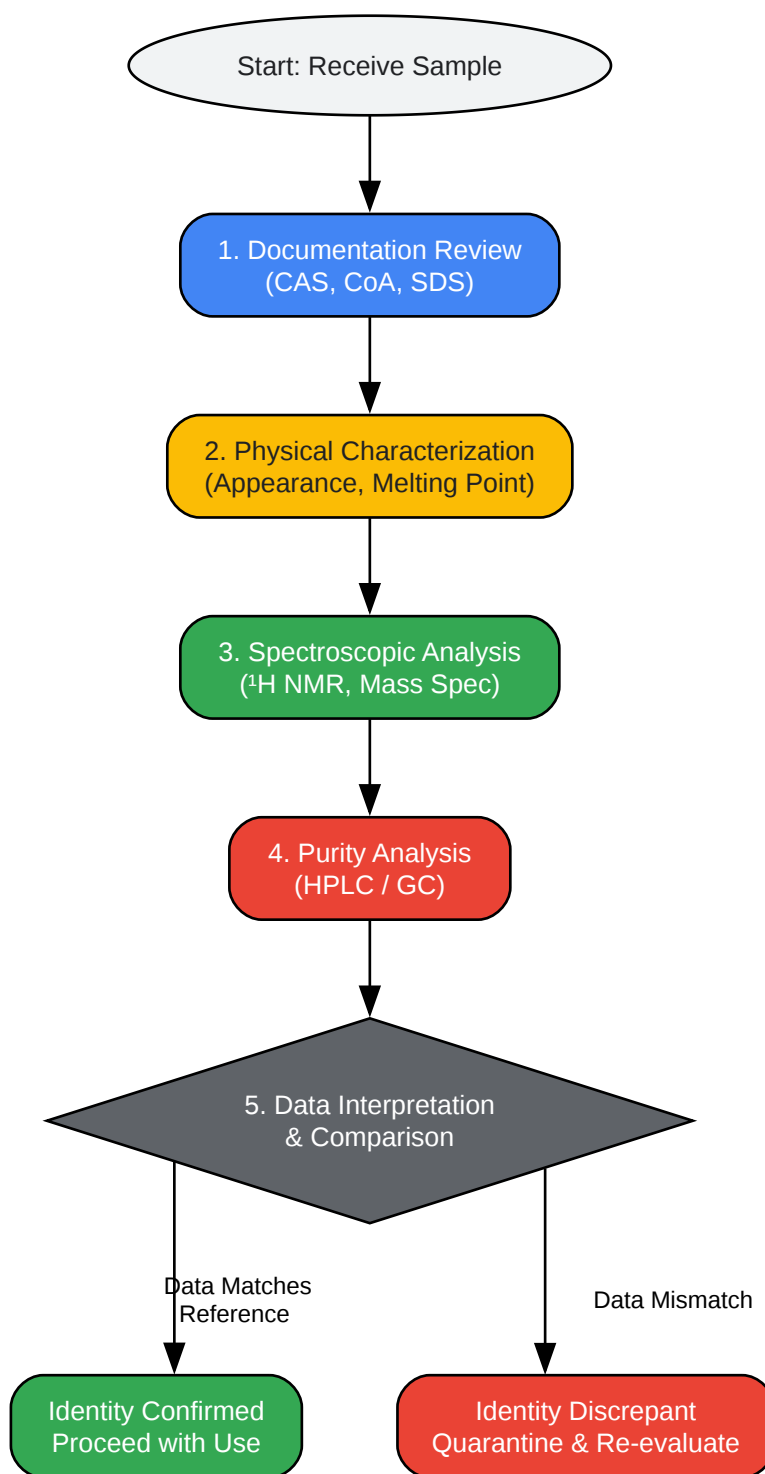 Start: Receive Sample
1. Documentation Review
(CAS, CoA, SDS)
2. Physical Characterization
(Appearance, Melting Point)
3. Spectroscopic Analysis
(¹H NMR, Mass Spec)
4. Purity Analysis
(HPLC / GC)
5. Data Interpretation
& Comparison
Data Matches
Reference
Data Mismatch
Identity Confirmed
Proceed with Use
Identity Discrepant
Quarantine & Re-evaluate